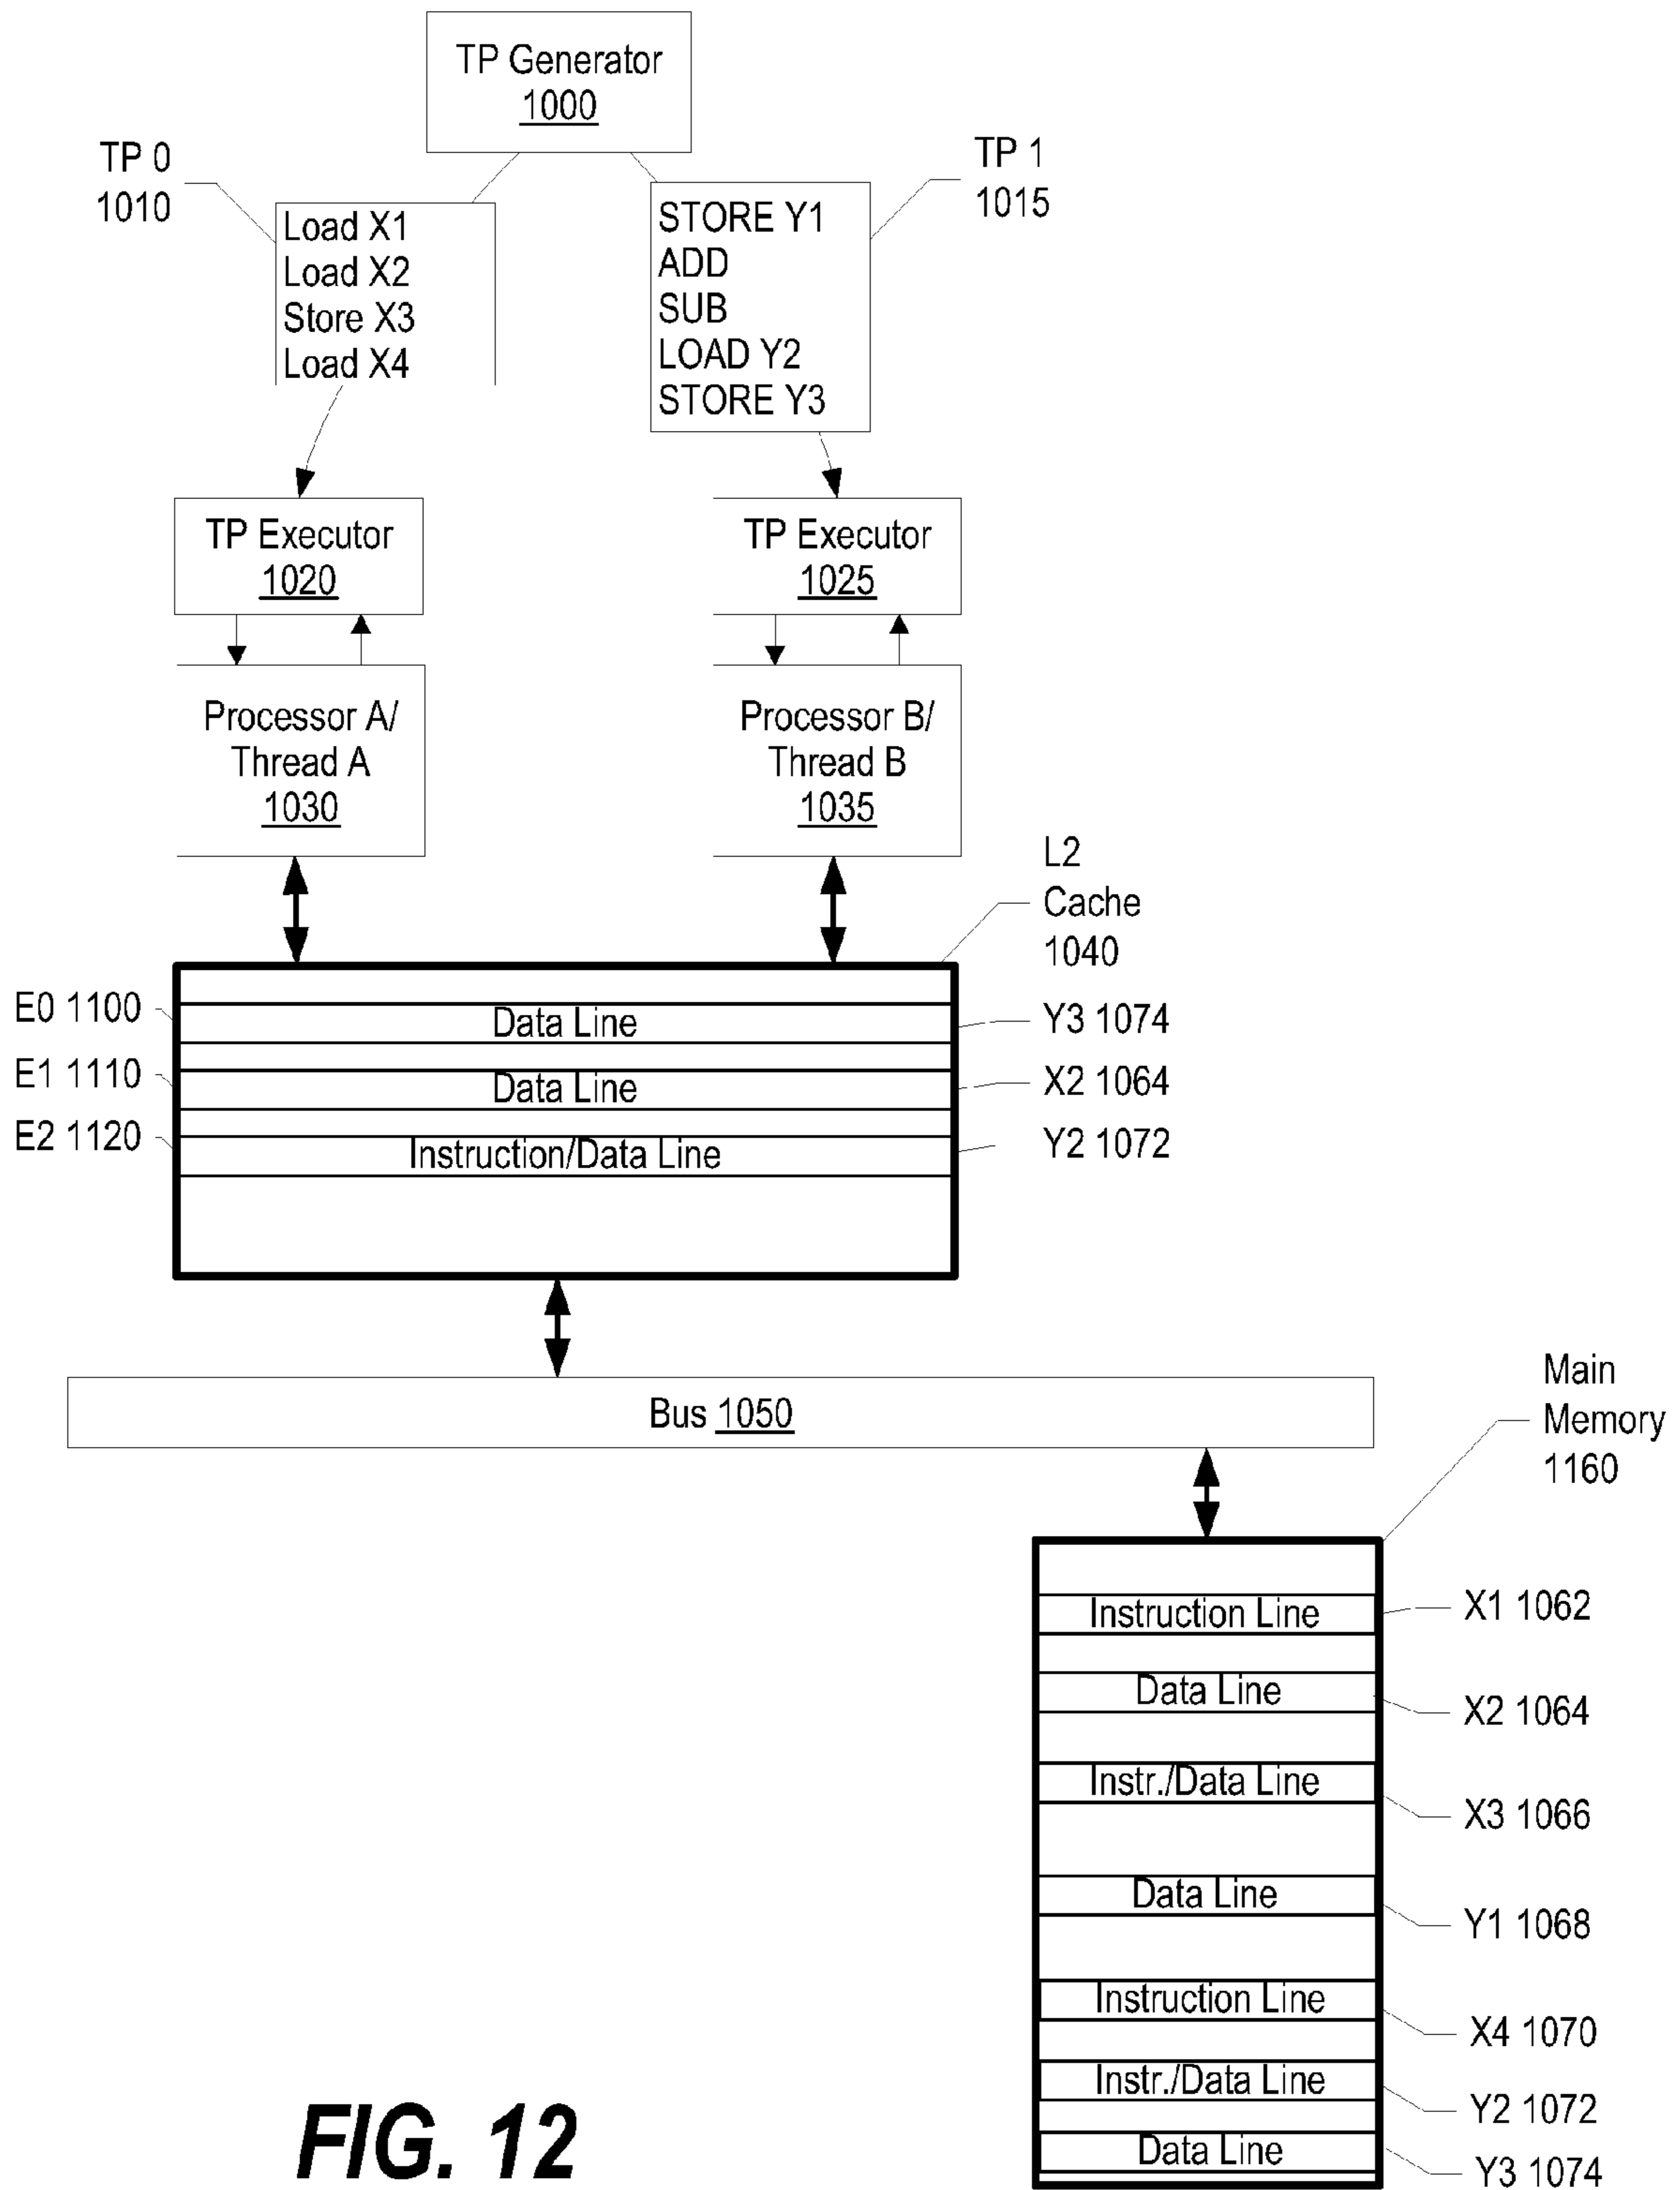 TP Generator
1000
TP 0
1010
TP 1
1015
Load X1
Load X2
Store X3
Load X4
STORE Y1
ADD
SUB
LOAD Y2
STORE Y3
TP Executor
1020
TP Executor
1025
Processor A/
Thread A
1030
Processor B/
Thread B
1035
L2
Cache
1040
E0 1100
Data Line
Y3 1074
E1 1110
Data Line
X2 1064
E2 1120
Instruction/Data Line
Y2 1072
Bus 1050
Main
Memory
1160
Instruction Line
X1 1062
Data Line
X2 1064
Instr./Data Line
X3 1066
Data Line
Y1 1068
Instruction Line
X4 1070
Instr./Data Line
Y2 1072
Data Line
Y3 1074
FIG. 12